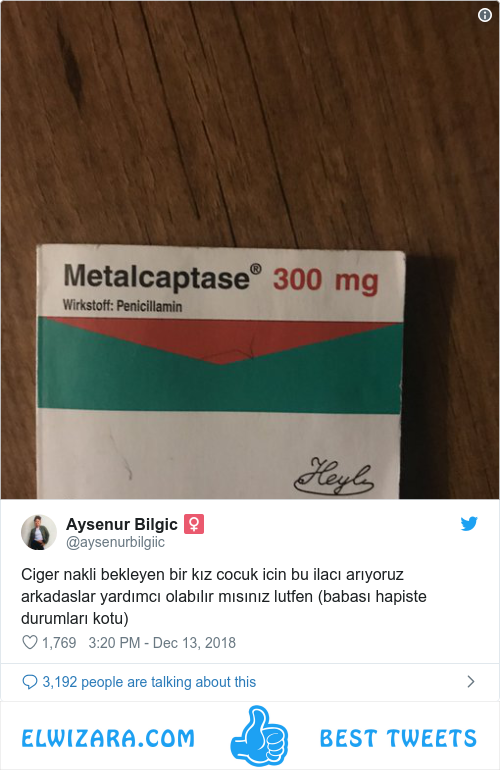 Metalcaptase® 300 mg
Wirkstoff: Penicillamin
Heyl
Aysenur Bilgic
@aysenurbilgiic
Ciger nakli bekleyen bir kız cocuk icin bu ilacı arıyoruz
arkadaslar yardımcı olabılır mısınız lutfen (babası hapiste
durumları kotu)
1,769 3:20 PM - Dec 13, 2018
3,192 people are talking about this
ELWIZARA.COM BEST TWEETS